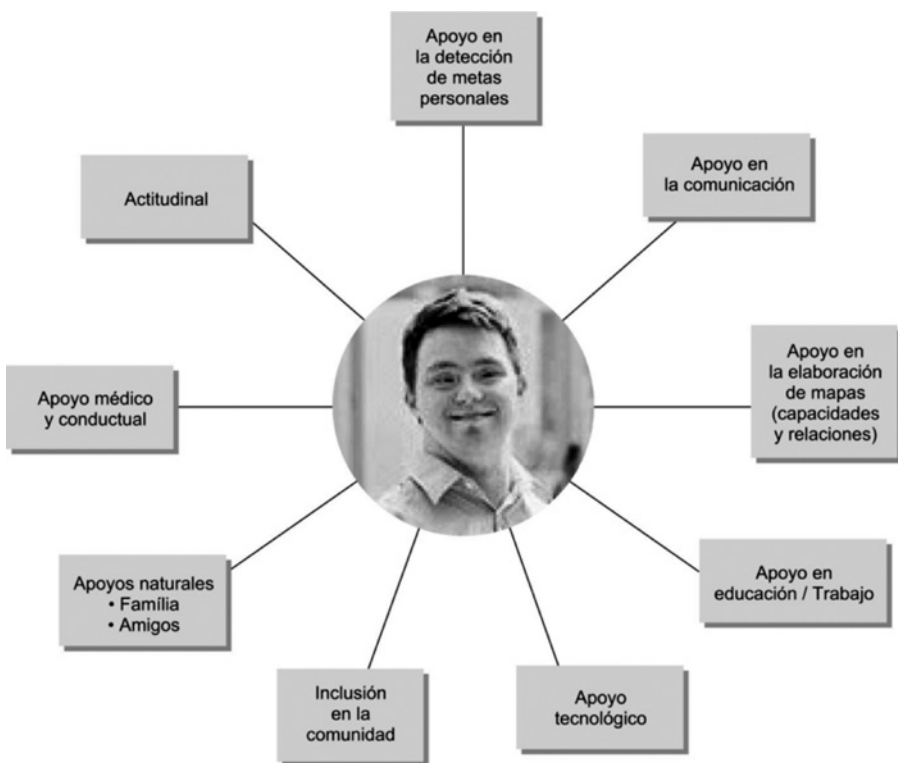 Apoyo en
la detección
de metas
personales
Apoyo en
la comunicación
Actitudinal
Apoyo en
la elaboración
de mapas
(capacidades
y relaciones)
Apoyo médico
y conductual
Apoyo en
educación / Trabajo
Apoyos naturales
• Família
• Amigos
Inclusión
en la
comunidad
Apoyo
tecnológico